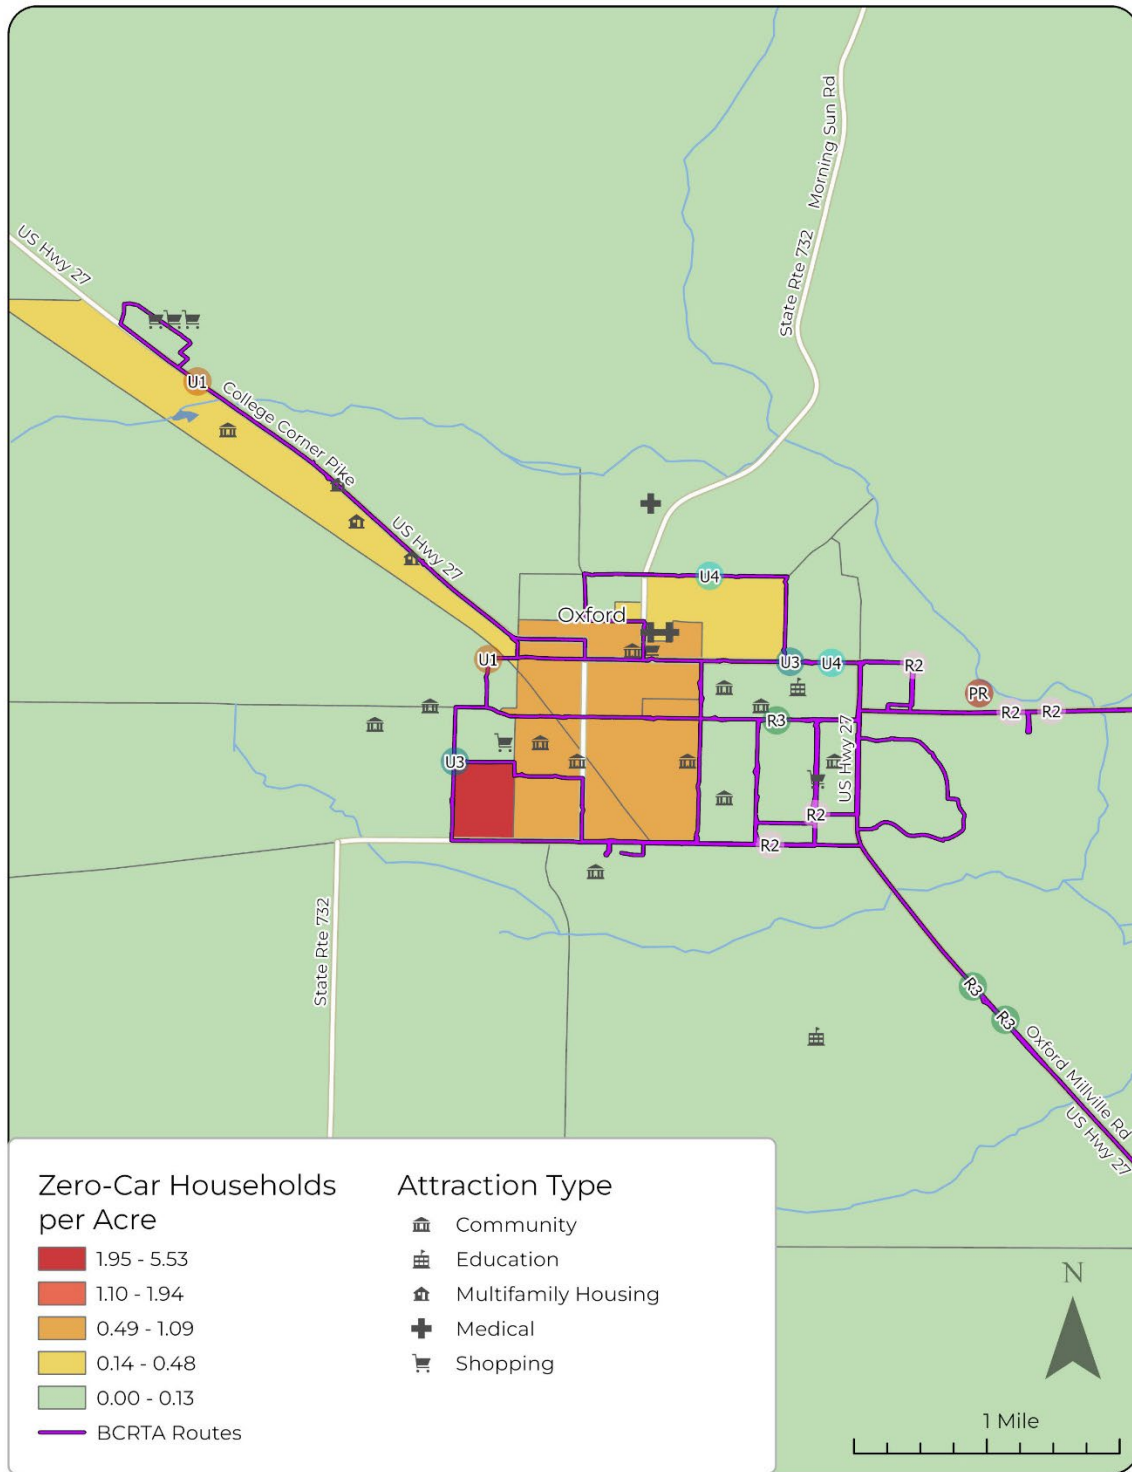 Morning Sun Rd
State Rte 732
US Hwy 27
U1
College Corner Pike
US Hwy 27
U4
Oxford
U1
U3
U4
R2
PR
R2
R2
R3
US Hwy 27
U3
R2
R2
State Rte 732
R3
R3
Oxford Millville Rd
US Hwy 27
Zero-Car Households
per Acre
1.95 - 5.53
1.10 - 1.94
0.49 - 1.09
0.14 - 0.48
0.00 - 0.13
BCRTA Routes
Attraction Type
Community
Education
Multifamily Housing
Medical
Shopping
N
1 Mile